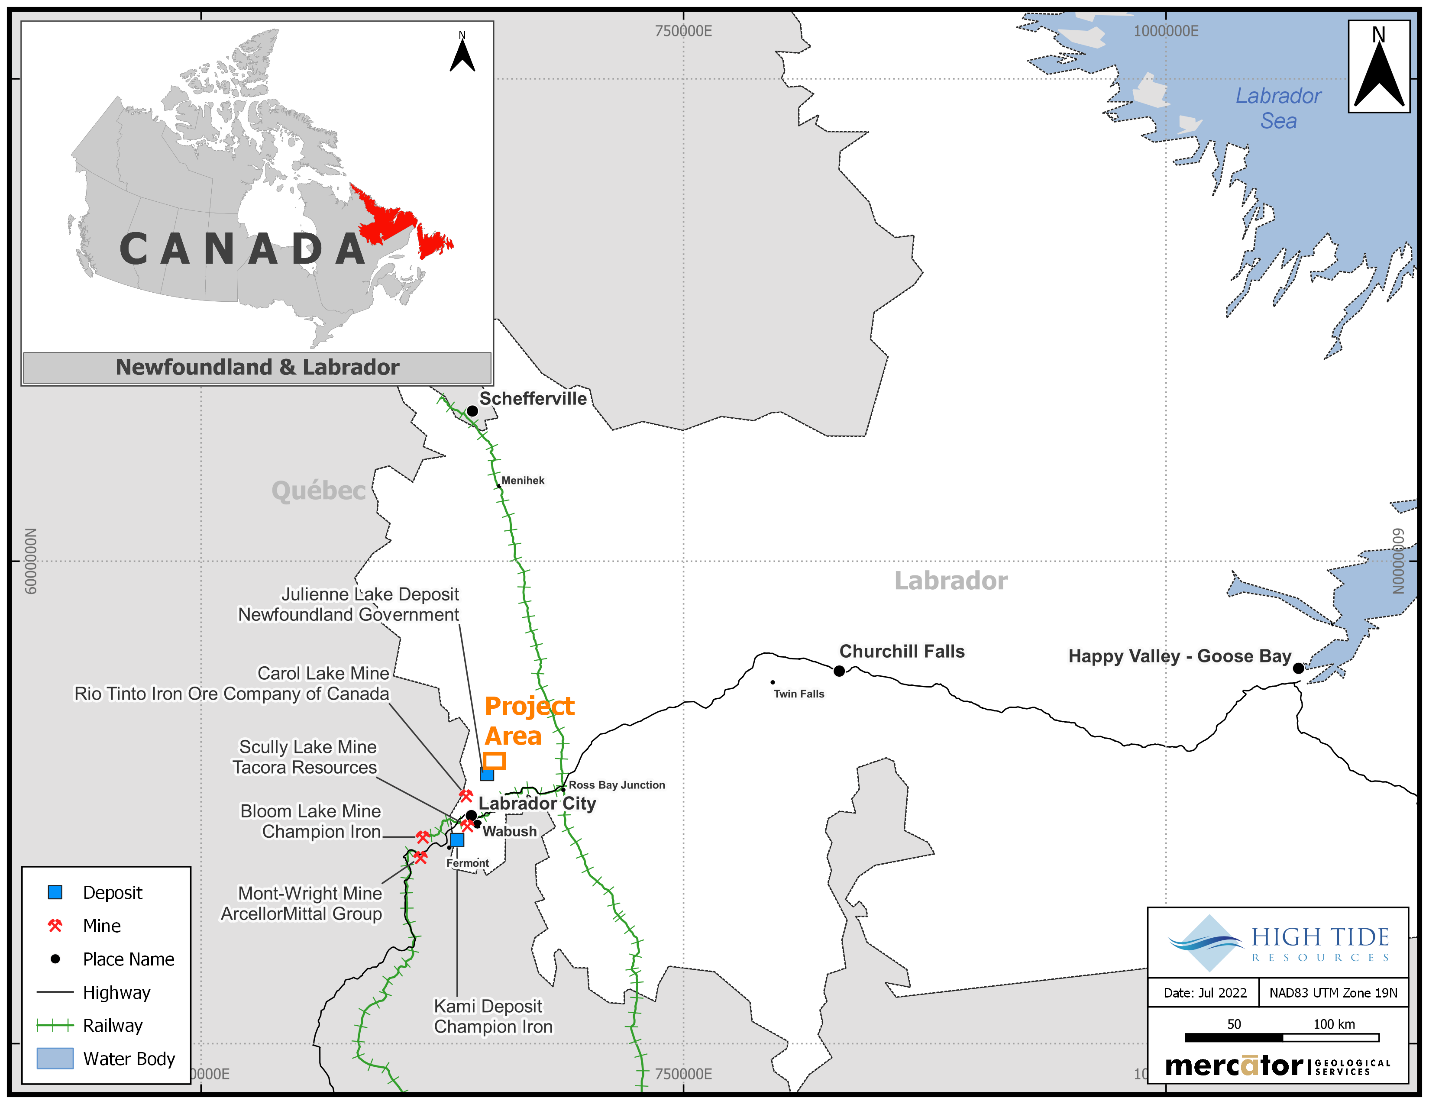 750000E
1000000E
N
N
Labrador
Sea
CANADA
Newfoundland & Labrador
Schefferville
Menihek
Québec
6000000N
6000000N
Labrador
Julienne Lake Deposit
Newfoundland Government
Carol Lake Mine
Rio Tinto Iron Ore Company of Canada
Churchill Falls
Happy Valley - Goose Bay
Twin Falls
Project
Area
Scully Lake Mine
Tacora Resources
Ross Bay Junction
Labrador City
Bloom Lake Mine
Champion Iron
Wabush
Fermont
Mont-Wright Mine
ArcellorMittal Group
Kami Deposit
Champion Iron
Deposit
Mine
Place Name
Highway
Railway
Water Body
HIGH TIDE
RESOURCES
Date: Jul 2022
NAD83 UTM Zone 19N
50 100 km
mercātor GEOLOGICAL
SERVICES
0000E
750000E
10